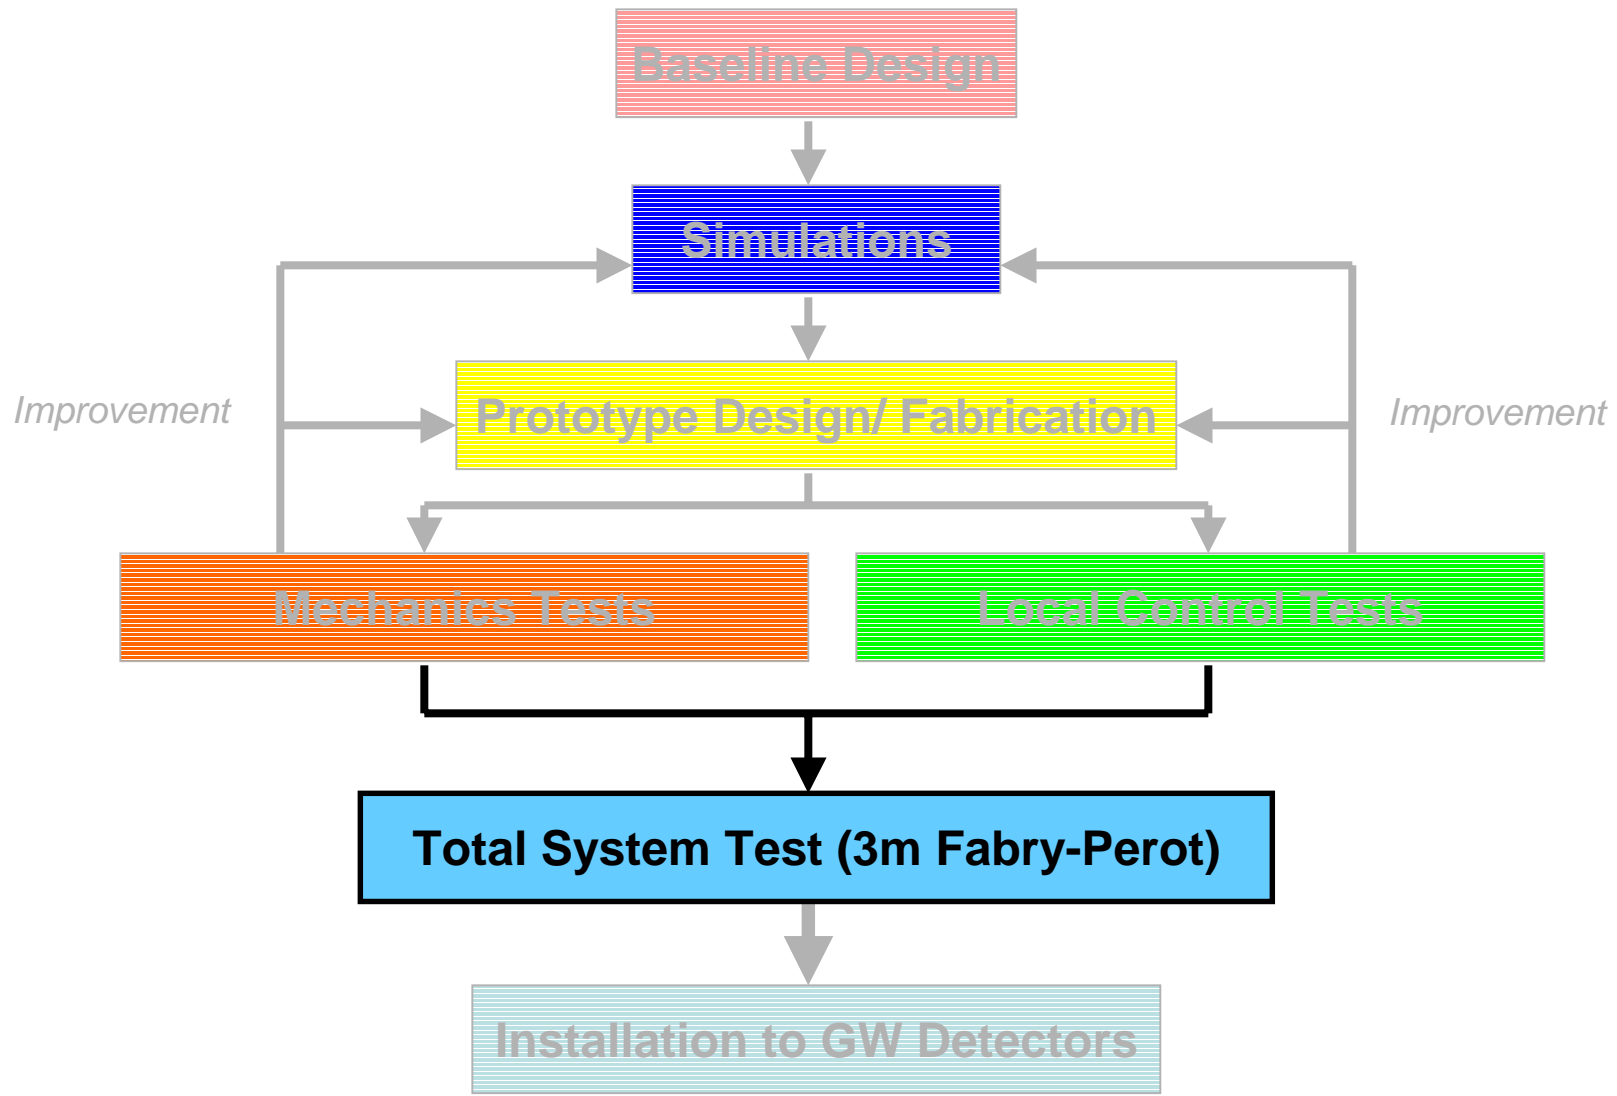 Baseline Design
Simulations
Improvement
Prototype Design/ Fabrication
Improvement
Mechanics Tests
Local Control Tests
Total System Test (3m Fabry-Perot)
Installation to GW Detectors